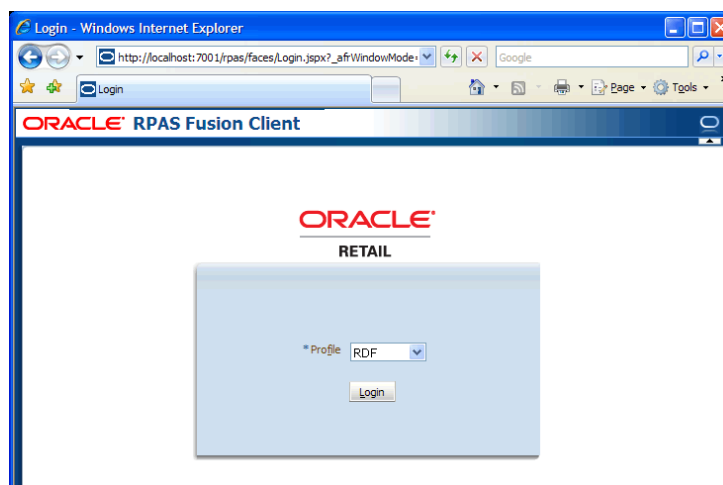 Login - Windows Internet Explorer
http://localhost:7001/rpas/faces/Login.jspx?_afrWindowMode=
Google
Login
Page
Tools
ORACLE® RPAS Fusion Client
ORACLE®
RETAIL
* Profile RDF
Login